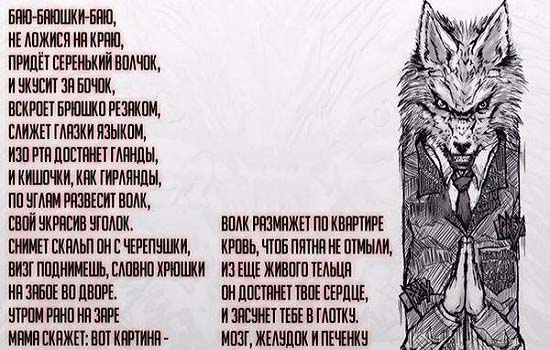 БАЮ-БАЮШКИ-БАЮ,
НЕ ЛОЖИСЯ НА КРАЮ,
ПРИДЁТ СЕРЕНЬКИЙ ВОЛЧОК,
И УКУСИТ ЗА БОЧОК,
ВСКРОЕТ БРЮШКО РЕЗАКОМ,
СЛИЖЕТ ГЛАЗКИ ЯЗЫКОМ,
ИЗО РТА ДОСТАНЕТ ГЛАНДЫ,
И КИШОЧКИ, КАК ГИРЛЯНДЫ,
ПО УГЛАМ РАЗВЕСИТ ВОЛК,
СВОЙ УКРАСИВ УГОЛОК.
СНИМЕТ СКАЛЬП ОН С ЧЕРЕПУШКИ,
ВИЗГ ПОДНИМЕШЬ, СЛОВНО ХРЮШКИ
НА ЗАБОЕ ВО ДВОРЕ.
УТРОМ РАНО НА ЗАРЕ
МАМА СКАЖЕТ: ВОТ КАРТИНА -
ВОЛК РАЗМАЖЕТ ПО КВАРТИРЕ
КРОВЬ, ЧТОБ ПЯТНА НЕ ОТМЫЛИ,
ИЗ ЕЩЕ ЖИВОГО ТЕЛЬЦА
ОН ДОСТАНЕТ ТВОЕ СЕРДЦЕ,
И ЗАСУНЕТ ТЕБЕ В ГЛОТКУ.
МОЗГ, ЖЕЛУДОК И ПЕЧЕНКУ